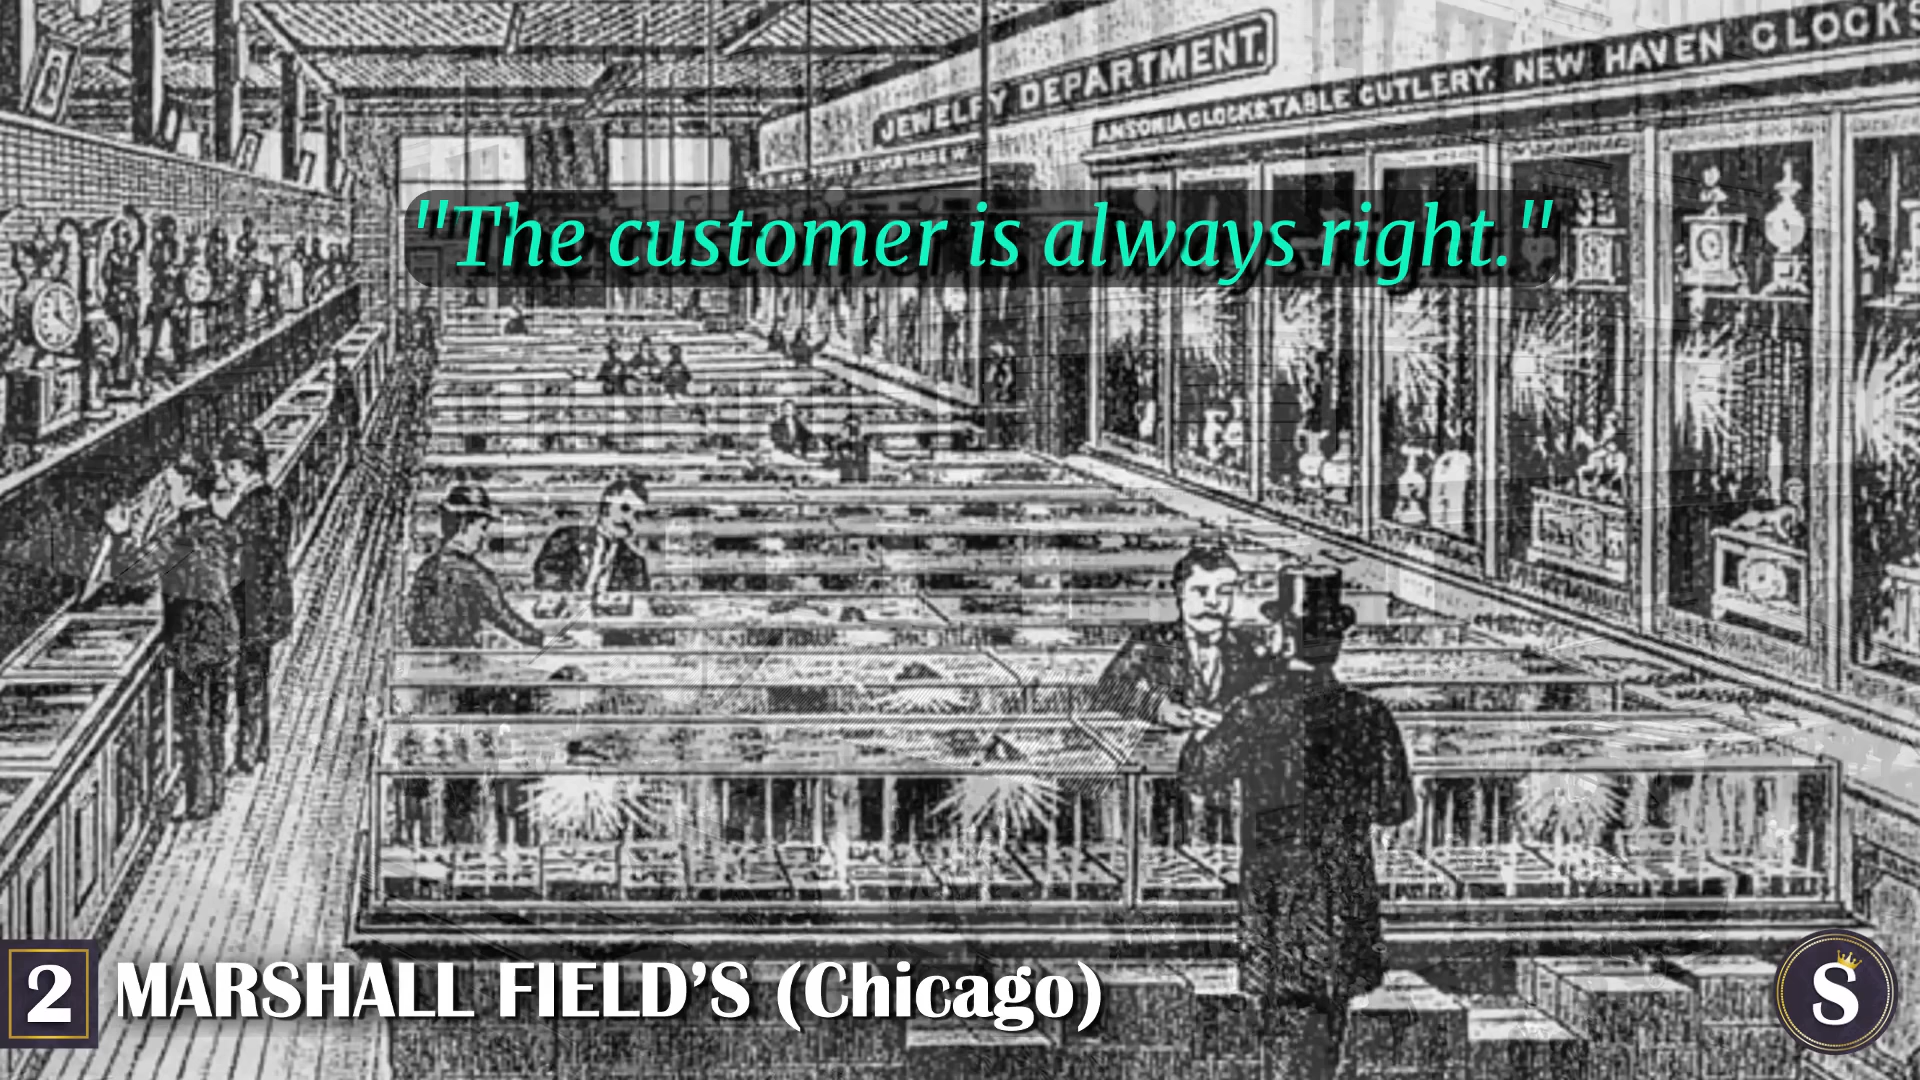 JEWELRY DEPARTMENT.
ANSONIA CLOCKS, TABLE CUTLERY, NEW HAVEN CLOCKS
"The customer is always right."
2 MARSHALL FIELD'S (Chicago)
S